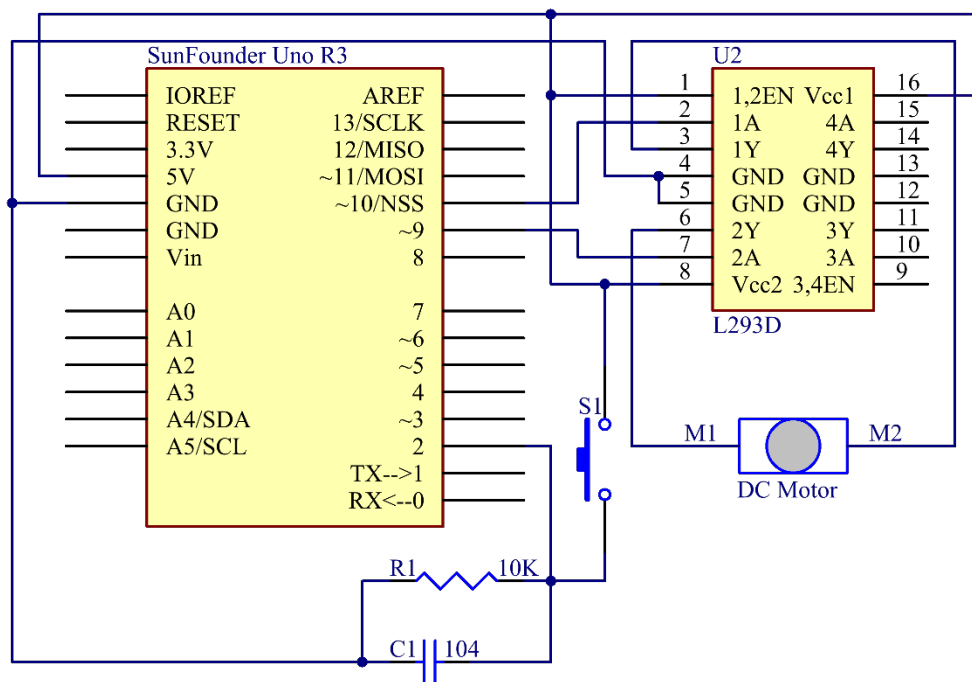 SunFounder Uno R3
IOREF AREF
RESET 13/SCLK
3.3V 12/MISO
5V ~11/MOSI
GND ~10/NSS
GND ~9
Vin 8
A0 7
A1 ~6
A2 ~5
A3 4
A4/SDA ~3
A5/SCL 2
TX-->1
RX<--0
U2
1 1,2EN Vcc1 16
2 1A 4A 15
3 1Y 4Y 14
4 GND GND 13
5 GND GND 12
6 2Y 3Y 11
7 2A 3A 10
8 Vcc2 3,4EN 9
L293D
S1
M1 M2
DC Motor
R1 10K
C1 104